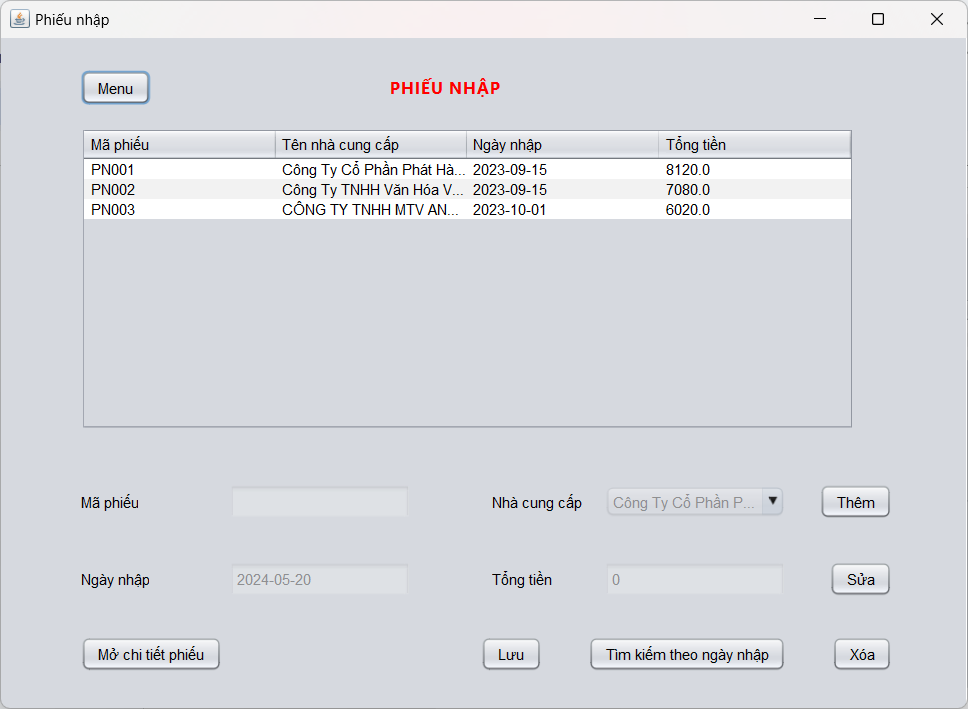 Phiếu nhập
Menu
PHIẾU NHẬP
Mã phiếu Tên nhà cung cấp Ngày nhập Tổng tiền
PN001 Công Ty Cổ Phần Phát Hà... 2023-09-15 8120.0
PN002 Công Ty TNHH Văn Hóa V... 2023-09-15 7080.0
PN003 CÔNG TY TNHH MTV AN... 2023-10-01 6020.0
Mã phiếu Nhà cung cấp Công Ty Cổ Phần P... Thêm
Ngày nhập 2024-05-20 Tổng tiền 0 Sửa
Mở chi tiết phiếu Lưu Tìm kiếm theo ngày nhập Xóa